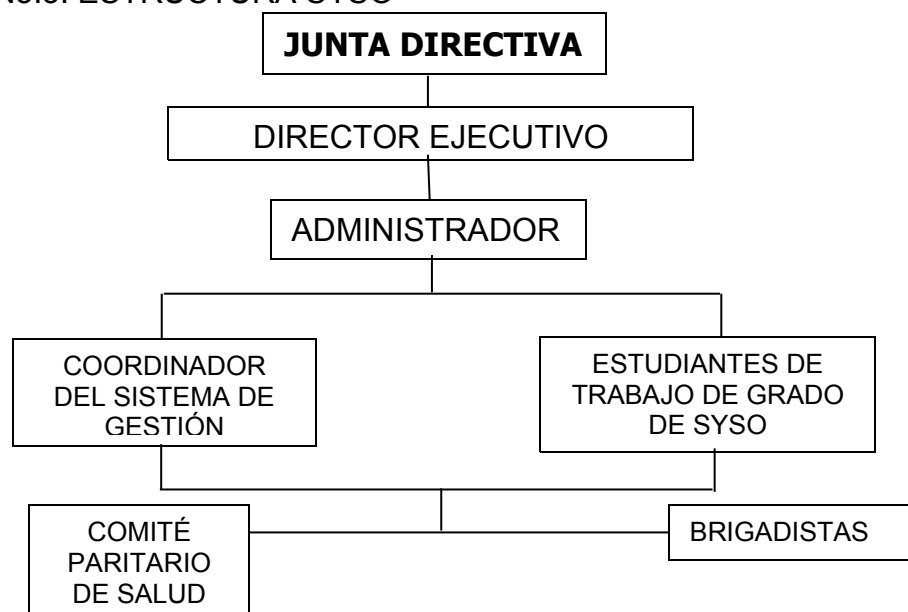 JUNTA DIRECTIVA
DIRECTOR EJECUTIVO
ADMINISTRADOR
COORDINADOR
DEL SISTEMA DE
GESTIÓN
ESTUDIANTES DE
TRABAJO DE GRADO
DE SYSO
COMITÉ
PARITARIO
DE SALUD
BRIGADISTAS